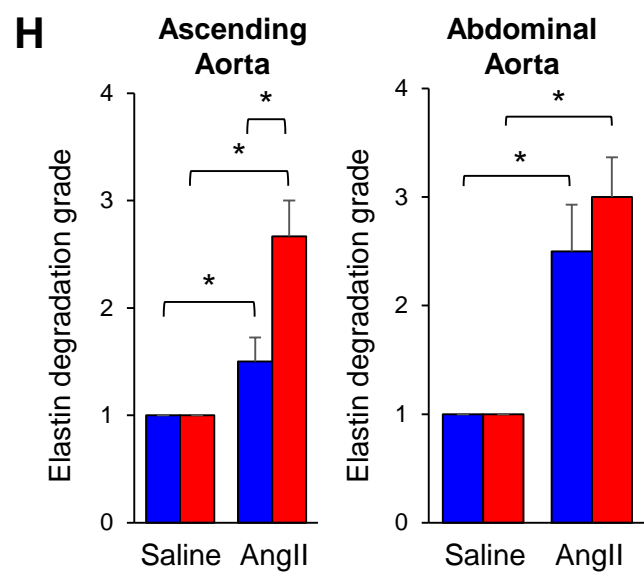 H
Ascending
Aorta
Elastin degradation grade
4
3
2
1
0
*
*
*
Saline AngII
Abdominal
Aorta
Elastin degradation grade
4
3
2
1
0
*
*
Saline AngII